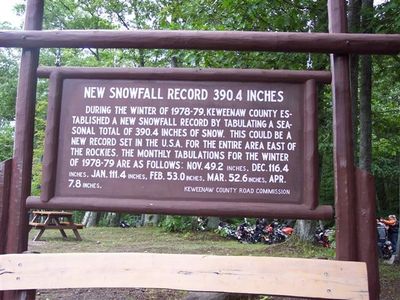 NEW SNOWFALL RECORD 390.4 INCHES
DURING THE WINTER OF 1978-79, KEWEENAW COUNTY ES-
TABLISHED A NEW SNOWFALL RECORD BY TABULATING A SEA-
SONAL TOTAL OF 390.4 INCHES OF SNOW. THIS COULD BE A
NEW RECORD SET IN THE U.S.A. FOR THE ENTIRE AREA EAST OF
THE ROCKIES. THE MONTHLY TABULATIONS FOR THE WINTER
OF 1978-79 ARE AS FOLLOWS: NOV. 49.2 INCHES, DEC. 116.4
INCHES, JAN. 111.4 INCHES, FEB. 53.0 INCHES, MAR. 52.6 INCHES, APR.
7.8 INCHES.
KEWEENAW COUNTY ROAD COMMISSION